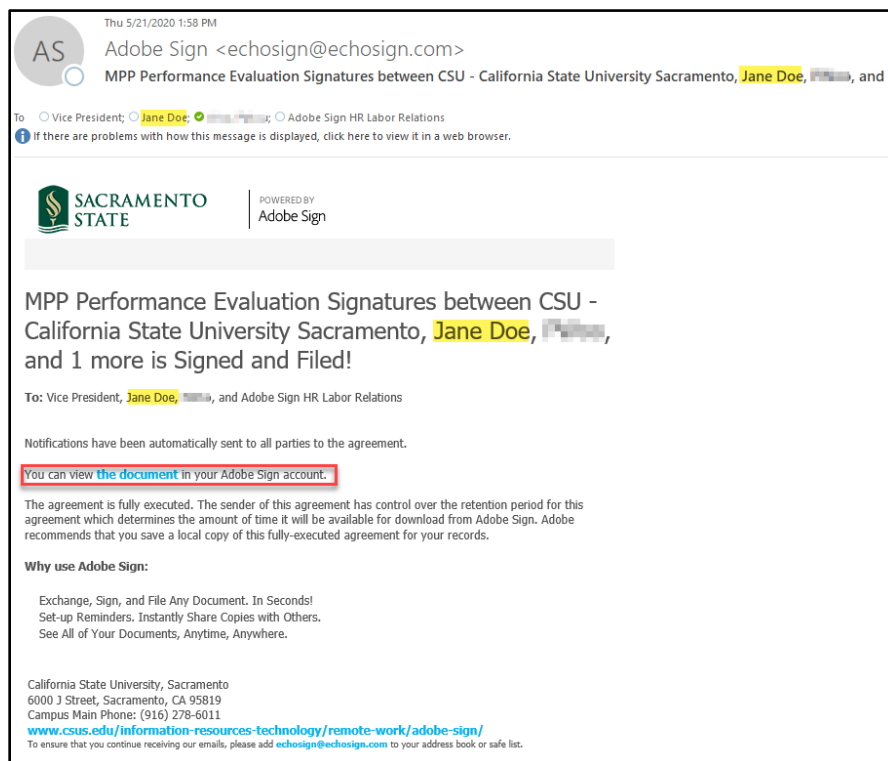 Thu 5/21/2020 1:58 PM
AS
Adobe Sign <echosign@echosign.com>
MPP Performance Evaluation Signatures between CSU - California State University Sacramento, Jane Doe, , and
To Vice President; Jane Doe; ; Adobe Sign HR Labor Relations
If there are problems with how this message is displayed, click here to view it in a web browser.
SACRAMENTO
STATE
POWERED BY
Adobe Sign
MPP Performance Evaluation Signatures between CSU -
California State University Sacramento, Jane Doe, ,
and 1 more is Signed and Filed!
To: Vice President, Jane Doe, , and Adobe Sign HR Labor Relations
Notifications have been automatically sent to all parties to the agreement.
You can view the document in your Adobe Sign account.
The agreement is fully executed. The sender of this agreement has control over the retention period for this
agreement which determines the amount of time it will be available for download from Adobe Sign. Adobe
recommends that you save a local copy of this fully-executed agreement for your records.
Why use Adobe Sign:
Exchange, Sign, and File Any Document. In Seconds!
Set-up Reminders. Instantly Share Copies with Others.
See All of Your Documents, Anytime, Anywhere.
California State University, Sacramento
6000 J Street, Sacramento, CA 95819
Campus Main Phone: (916) 278-6011
www.csus.edu/information-resources-technology/remote-work/adobe-sign/
To ensure that you continue receiving our emails, please add echosign@echosign.com to your address book or safe list.